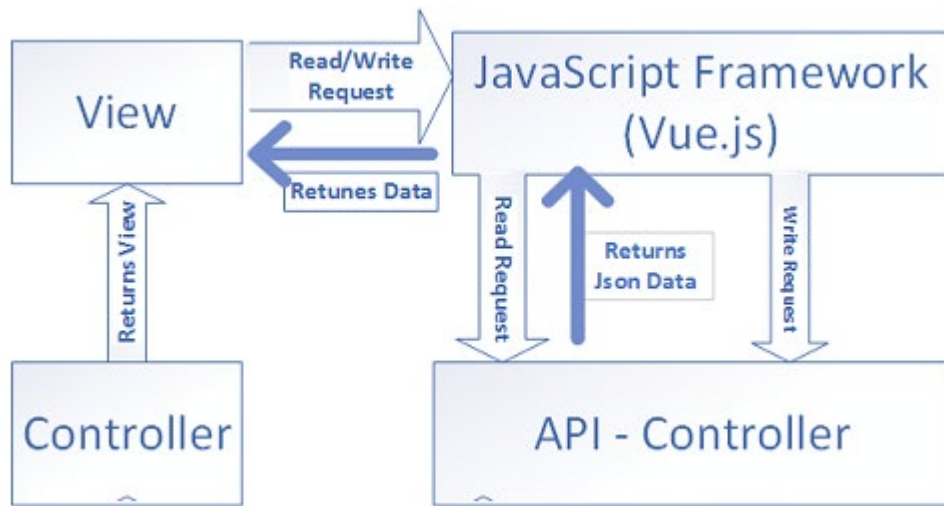 View
Read/Write
Request
JavaScript Framework
(Vue.js)
Retunes Data
Returns View
Read Request
Returns
Json Data
Write Request
Controller
API - Controller